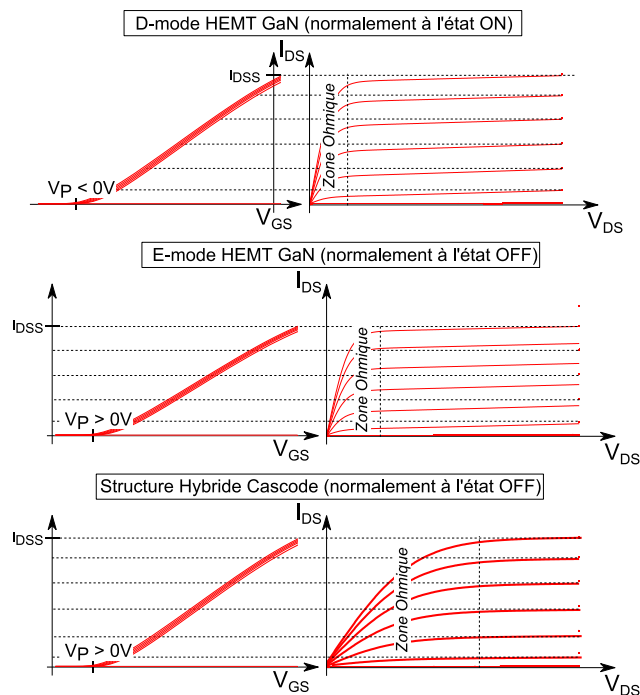 D-mode HEMT GaN (normalement à l'état ON)
IDS
IDSS
Zone Ohmique
VP < 0V
VGS
VDS
E-mode HEMT GaN (normalement à l'état OFF)
IDS
IDSS
Zone Ohmique
VP > 0V
VGS
VDS
Structure Hybride Cascode (normalement à l'état OFF)
IDS
IDSS
Zone Ohmique
VP > 0V
VGS
VDS